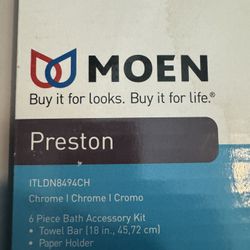 MOEN
Buy it for looks. Buy it for life.®
Preston
ITLDN8494CH
Chrome | Chrome | Cromo
6 Piece Bath Accessory Kit
• Towel Bar (18 in., 45,72 cm)
• Paper Holder